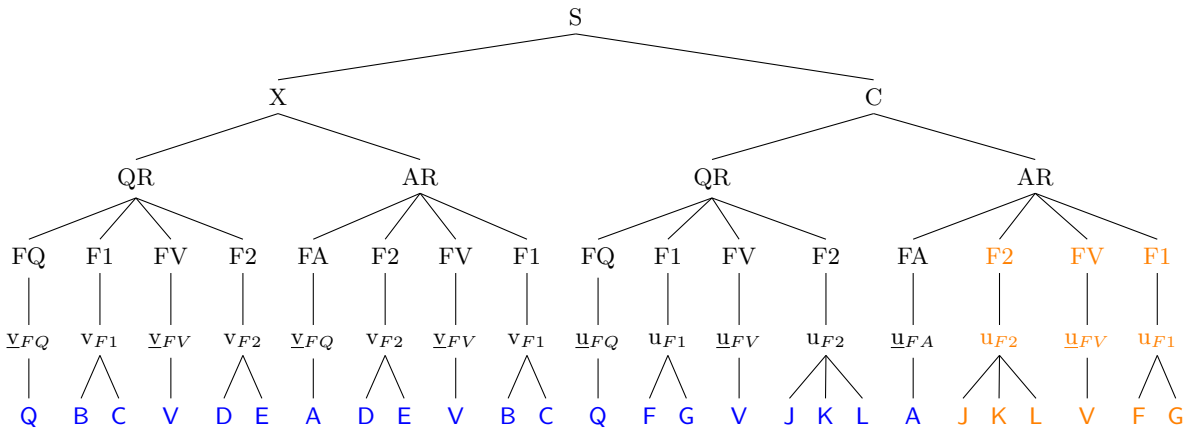 S
X C
QR AR QR AR
FQ F1 FV F2 FA F2 FV F1 FQ F1 FV F2 FA F2 FV F1
v_FQ v_F1 v_FV v_F2 v_FQ v_F2 v_FV v_F1 u_FQ u_F1 u_FV u_F2 u_FA u_F2 u_FV u_F1
Q B C V D E A D E V B C Q F G V J K L A J K L V F G